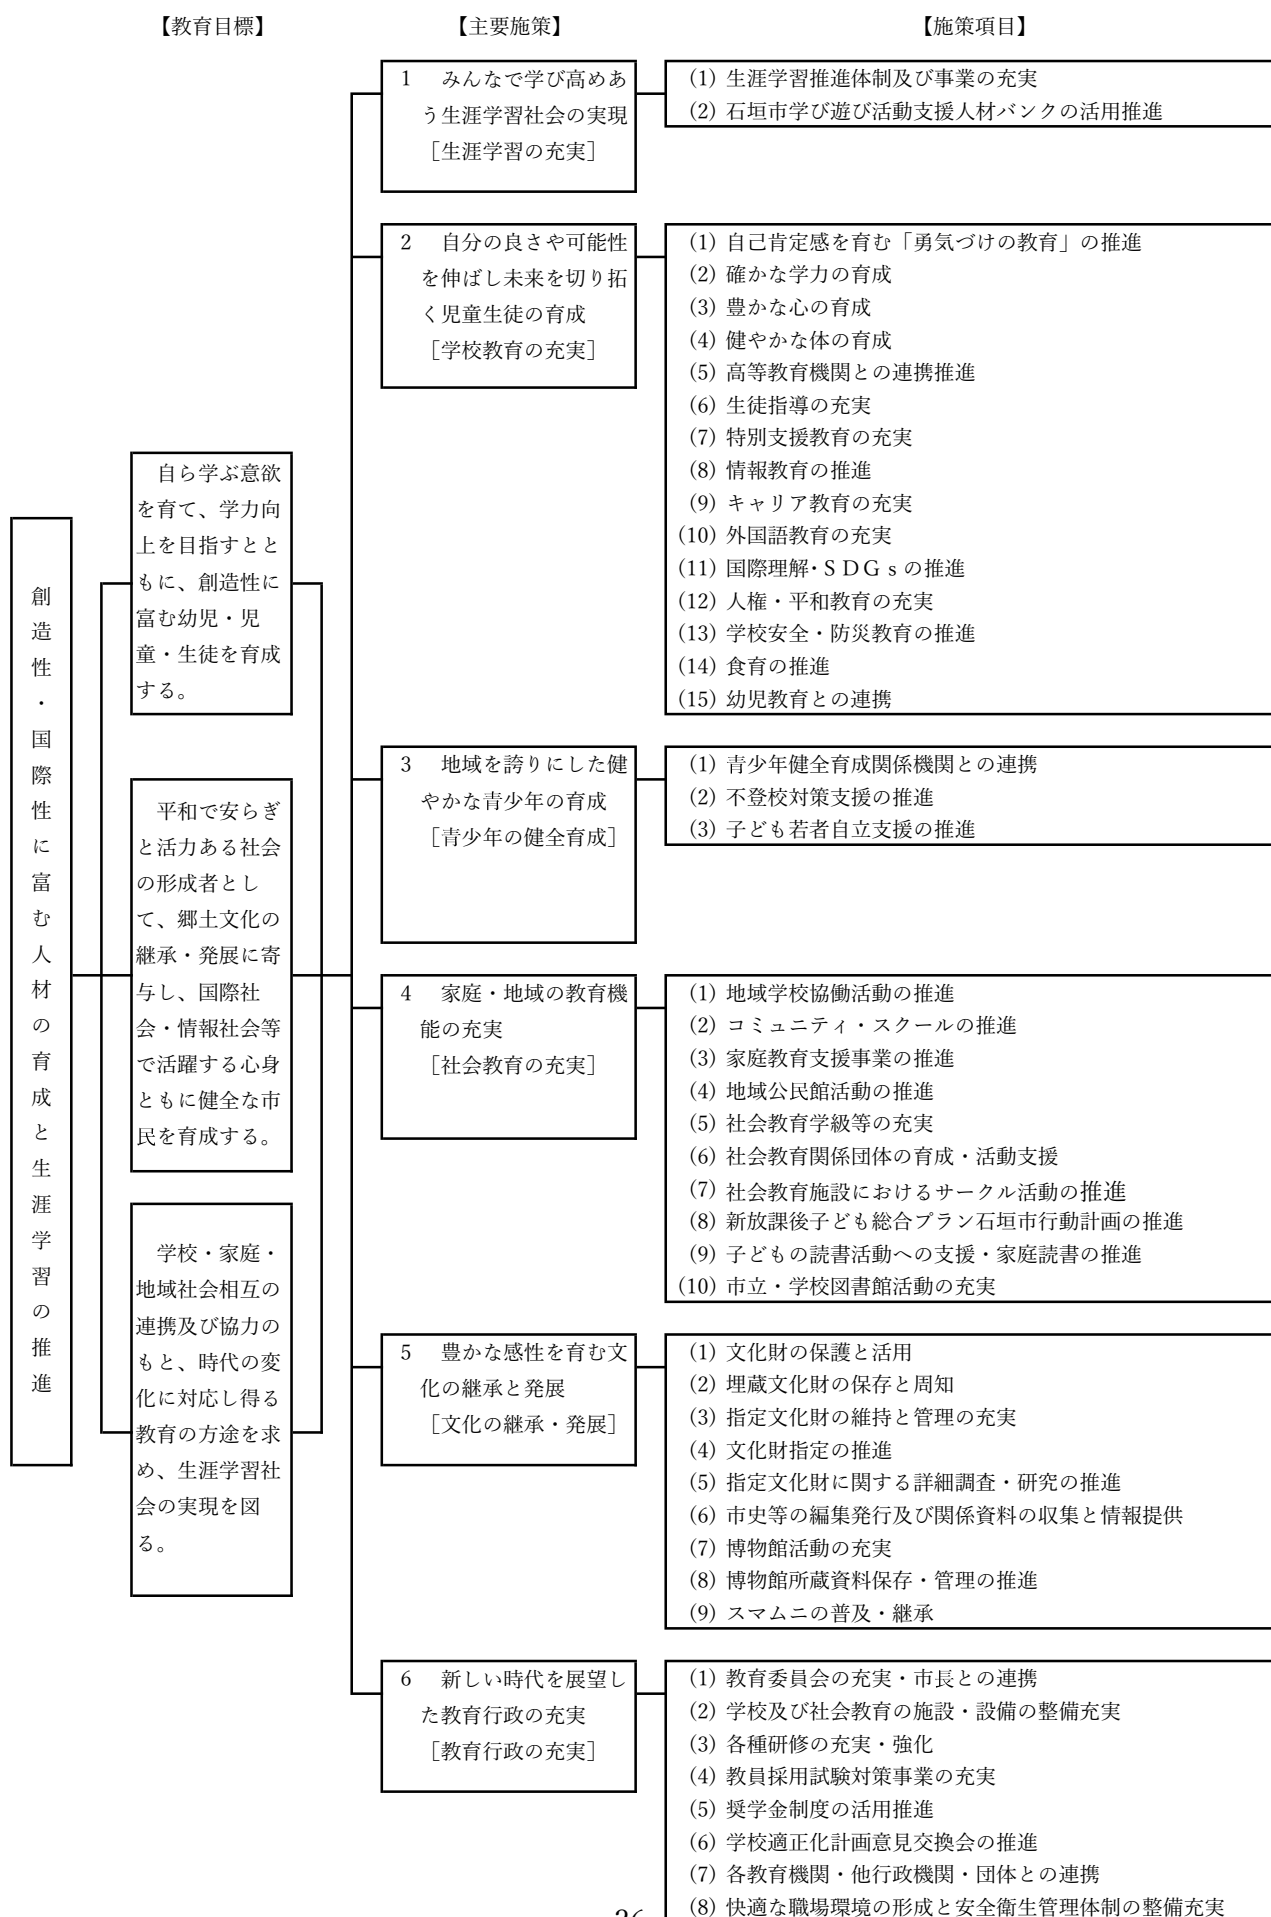 【教育目標】
【主要施策】
【施策項目】
創造性・国際性に富む人材の育成と生涯学習の推進
自ら学ぶ意欲
を育て、学力向
上を目指すとと
もに、創造性に
富む幼児・児
童・生徒を育成
する。
平和で安らぎ
と活力ある社会
の形成者とし
て、郷土文化の
継承・発展に寄
与し、国際社
会・情報社会等
で活躍する心身
ともに健全な市
民を育成する。
学校・家庭・
地域社会相互の
連携及び協力の
もと、時代の変
化に対応し得る
教育の方途を求
め、生涯学習社
会の実現を図
る。
1 みんなで学び高めあ
う生涯学習社会の実現
［生涯学習の充実］
(1) 生涯学習推進体制及び事業の充実
(2) 石垣市学び遊び活動支援人材バンクの活用推進
2 自分の良さや可能性
を伸ばし未来を切り拓
く児童生徒の育成
［学校教育の充実］
(1) 自己肯定感を育む「勇気づけの教育」の推進
(2) 確かな学力の育成
(3) 豊かな心の育成
(4) 健やかな体の育成
(5) 高等教育機関との連携推進
(6) 生徒指導の充実
(7) 特別支援教育の充実
(8) 情報教育の推進
(9) キャリア教育の充実
(10) 外国語教育の充実
(11) 国際理解・ＳＤＧｓの推進
(12) 人権・平和教育の充実
(13) 学校安全・防災教育の推進
(14) 食育の推進
(15) 幼児教育との連携
3 地域を誇りにした健
やかな青少年の育成
［青少年の健全育成］
(1) 青少年健全育成関係機関との連携
(2) 不登校対策支援の推進
(3) 子ども若者自立支援の推進
4 家庭・地域の教育機
能の充実
［社会教育の充実］
(1) 地域学校協働活動の推進
(2) コミュニティ・スクールの推進
(3) 家庭教育支援事業の推進
(4) 地域公民館活動の推進
(5) 社会教育学級等の充実
(6) 社会教育関係団体の育成・活動支援
(7) 社会教育施設におけるサークル活動の推進
(8) 新放課後子ども総合プラン石垣市行動計画の推進
(9) 子どもの読書活動への支援・家庭読書の推進
(10) 市立・学校図書館活動の充実
5 豊かな感性を育む文
化の継承と発展
［文化の継承・発展］
(1) 文化財の保護と活用
(2) 埋蔵文化財の保存と周知
(3) 指定文化財の維持と管理の充実
(4) 文化財指定の推進
(5) 指定文化財に関する詳細調査・研究の推進
(6) 市史等の編集発行及び関係資料の収集と情報提供
(7) 博物館活動の充実
(8) 博物館所蔵資料保存・管理の推進
(9) スマムニの普及・継承
6 新しい時代を展望し
た教育行政の充実
［教育行政の充実］
(1) 教育委員会の充実・市長との連携
(2) 学校及び社会教育の施設・設備の整備充実
(3) 各種研修の充実・強化
(4) 教員採用試験対策事業の充実
(5) 奨学金制度の活用推進
(6) 学校適正化計画意見交換会の推進
(7) 各教育機関・他行政機関・団体との連携
(8) 快適な職場環境の形成と安全衛生管理体制の整備充実